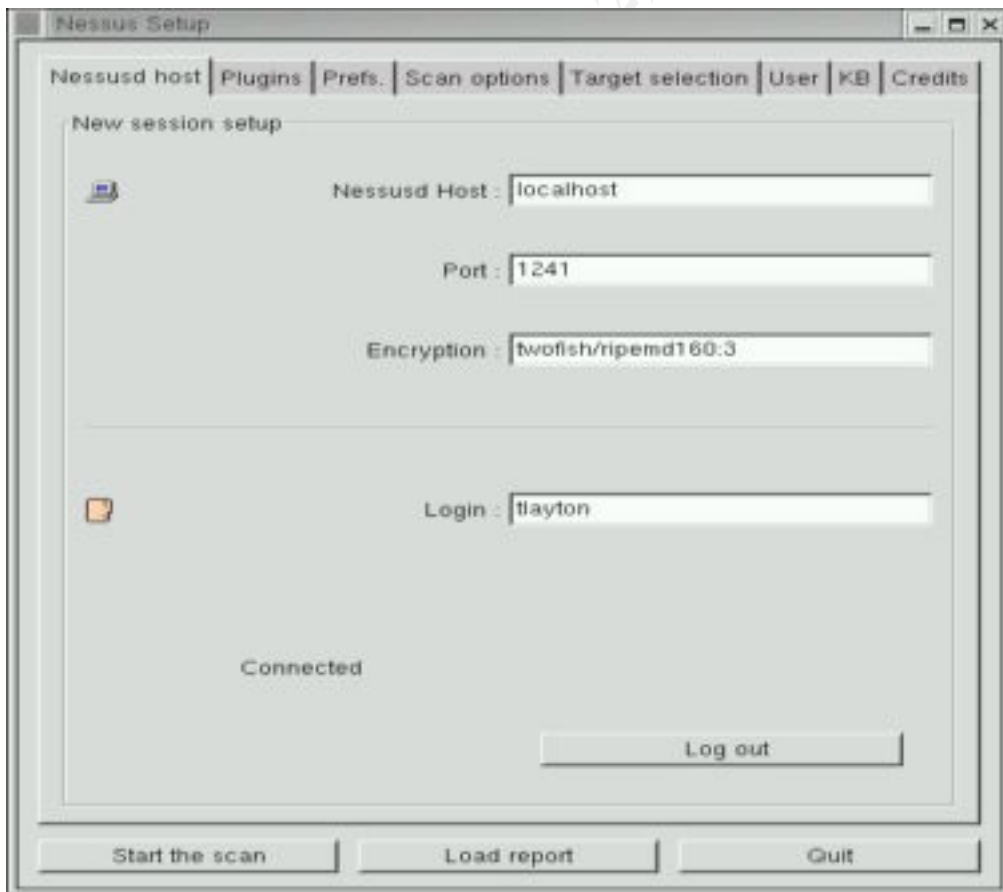 Nessus Setup
Nessusd host Plugins Prefs. Scan options Target selection User KB Credits
New session setup
Nessusd Host : localhost
Port : 1241
Encryption : twofish/ripemd160:3
Login : tlayton
Connected
Log out
Start the scan Load report Quit